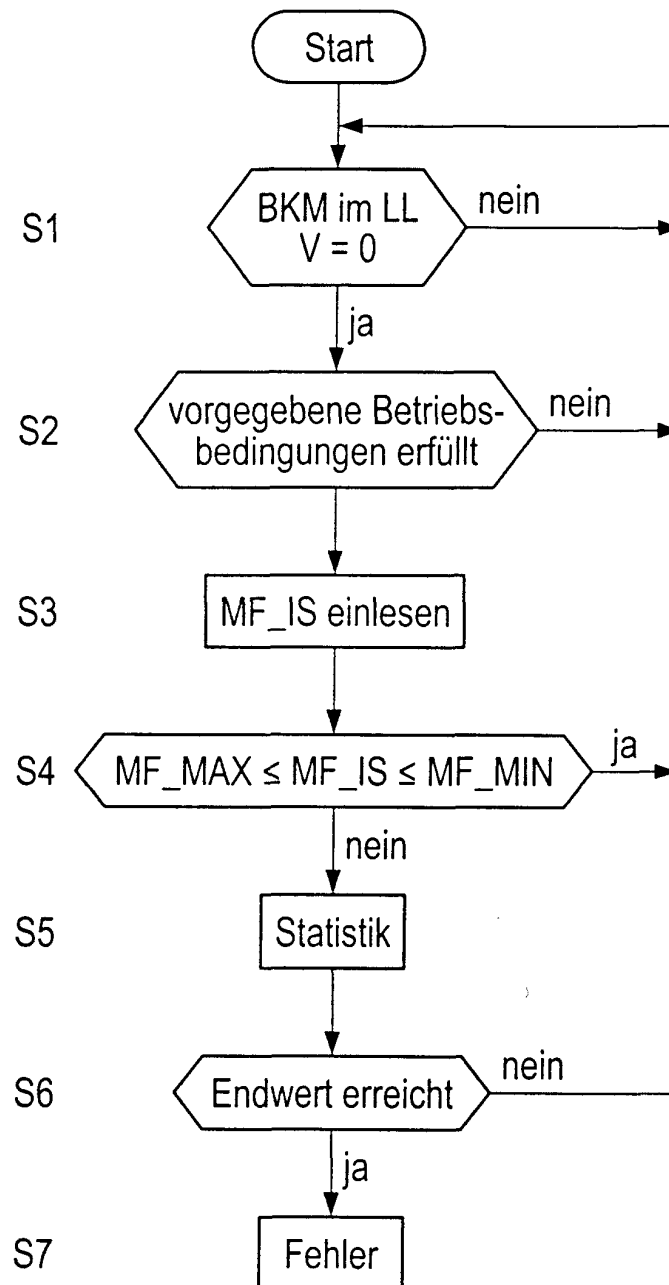 Start
S1
BKM im LL
V = 0
nein
ja
S2
vorgegebene Betriebs-
bedingungen erfüllt
nein
S3
MF_IS einlesen
S4
MF_MAX ≤ MF_IS ≤ MF_MIN
ja
nein
S5
Statistik
S6
Endwert erreicht
nein
ja
S7
Fehler